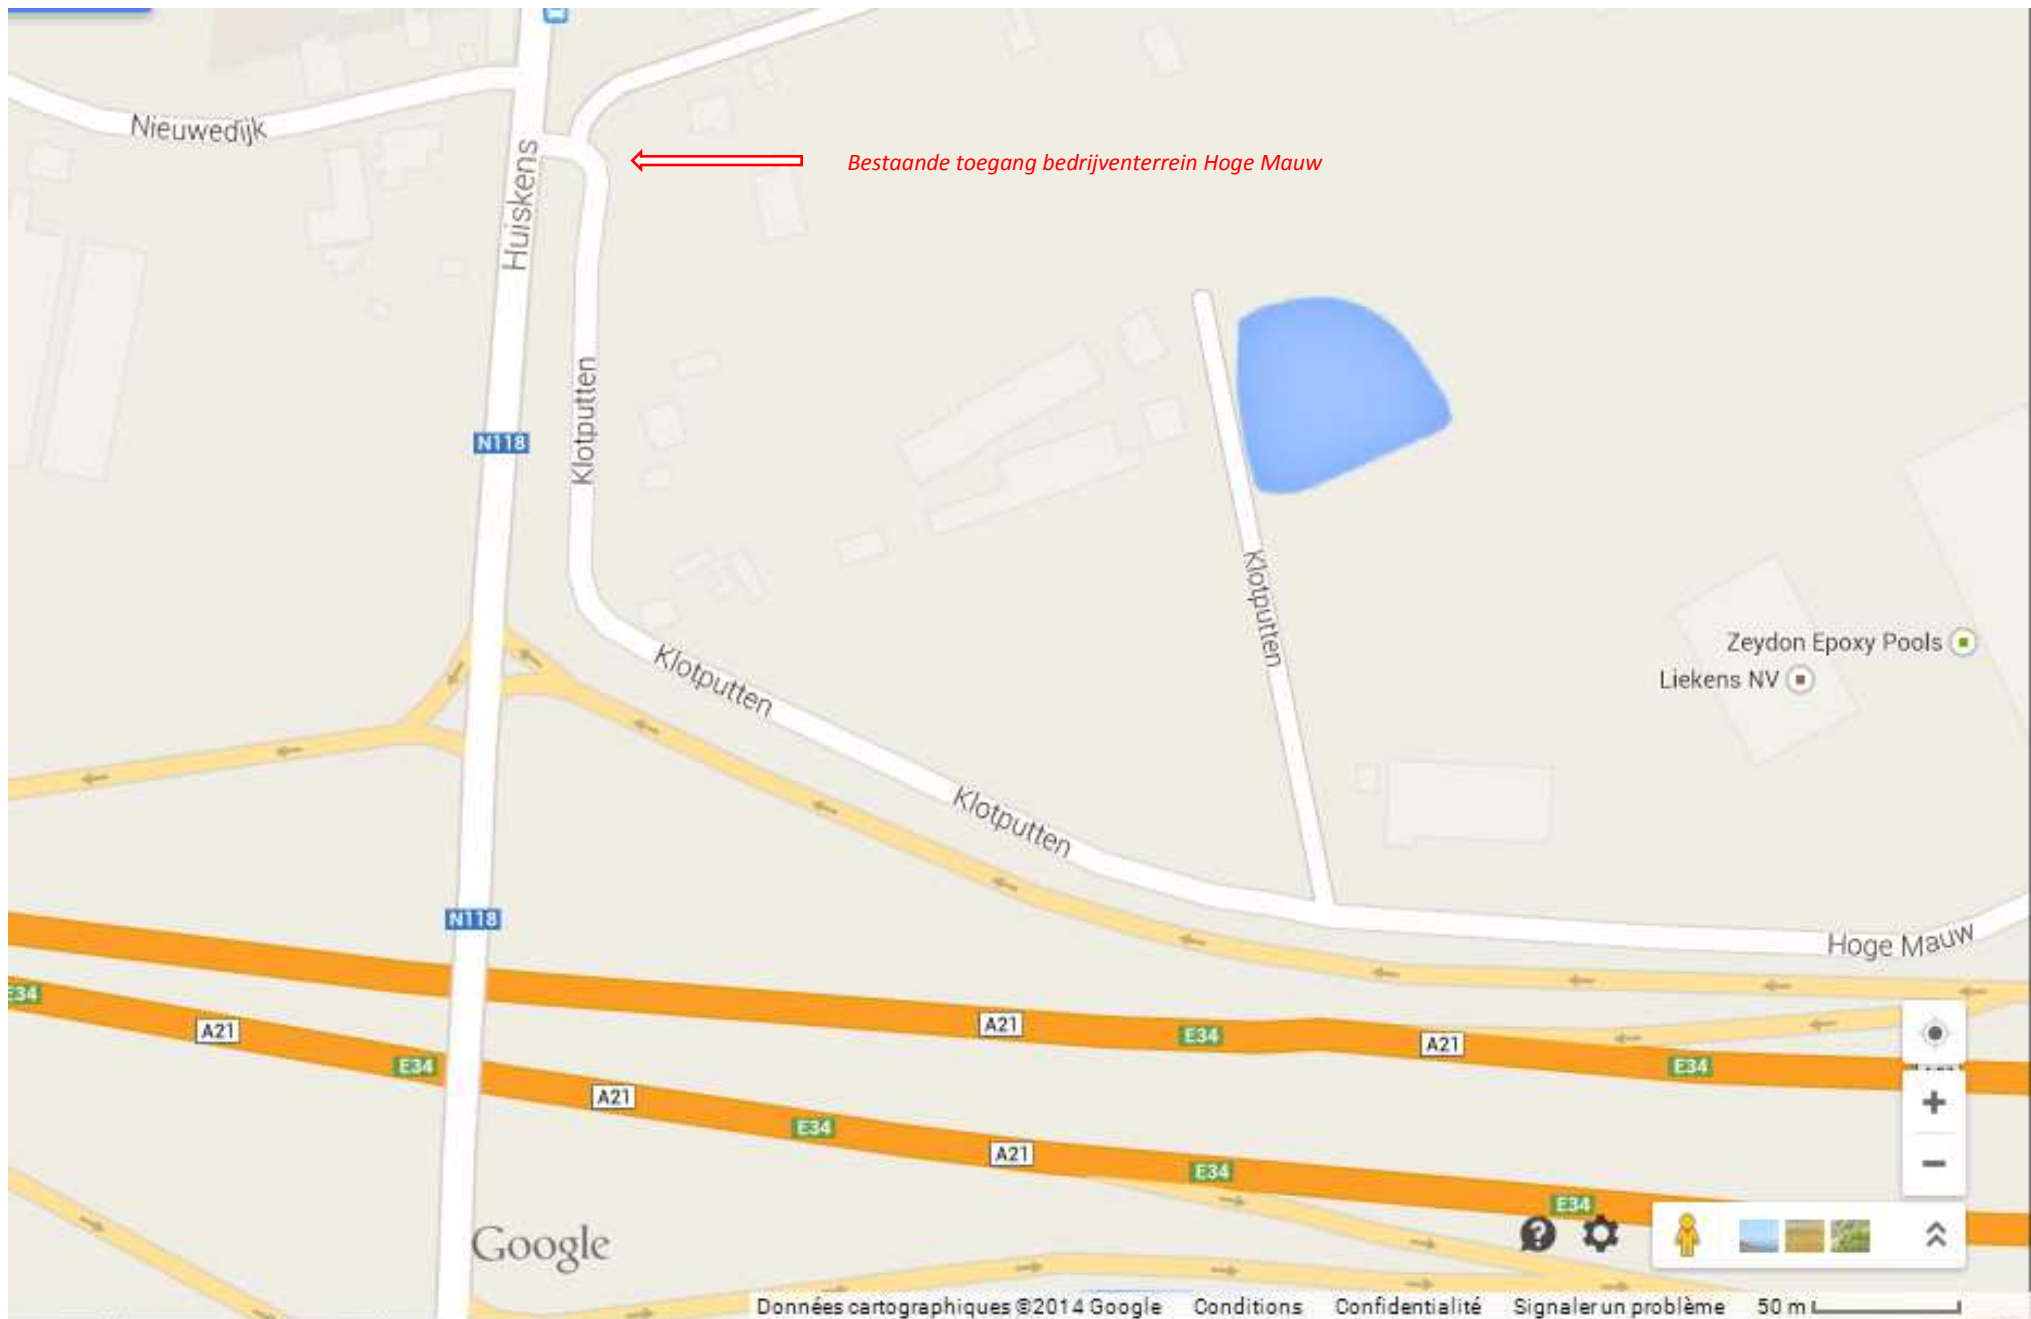 Nieuwedijk
Huiskens
Bestaande toegang bedrijventerrein Hoge Mauw
Klotputten
N118
Klotputten
Klotputten
Zeydon Epoxy Pools
Liekens NV
Klotputten
N118
Hoge Mauw
E34
A21
A21
E34
A21
E34
E34
A21
E34
A21
E34
E34
Google
Données cartographiques ©2014 Google Conditions Confidentialité Signaler un problème 50 m